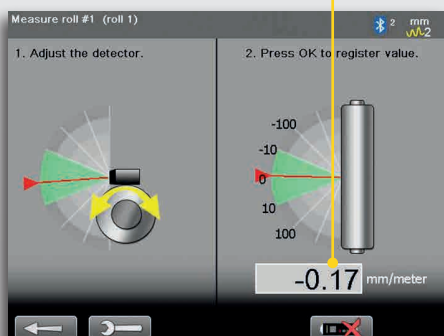 Measure roll #1 (roll 1)
2 mm
2
1. Adjust the detector.
2. Press OK to register value.
-100
-10
0
10
100
-0.17 mm/meter